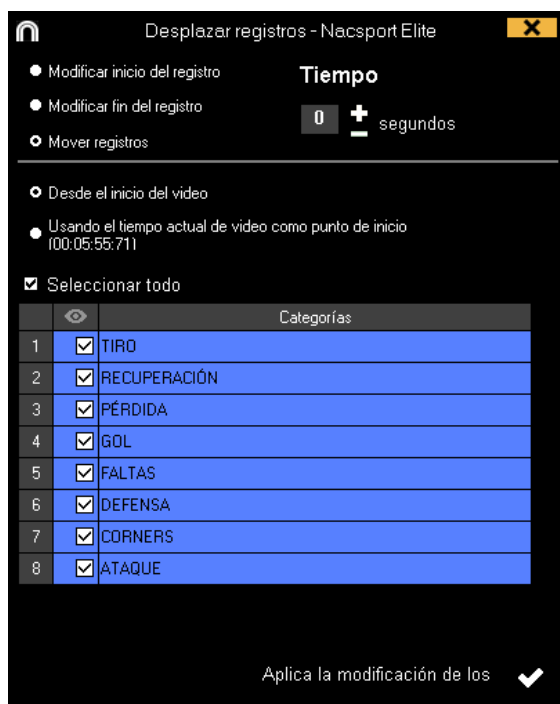 Desplazar registros - Nacsport Elite
Modificar inicio del registro
Tiempo
Modificar fin del registro
0 segundos
Mover registros
Desde el inicio del video
Usando el tiempo actual de video como punto de inicio
(00:05:55:71)
Seleccionar todo
Categorías
1 TIRO
2 RECUPERACIÓN
3 PÉRDIDA
4 GOL
5 FALTAS
6 DEFENSA
7 CORNERS
8 ATAQUE
Aplica la modificación de los